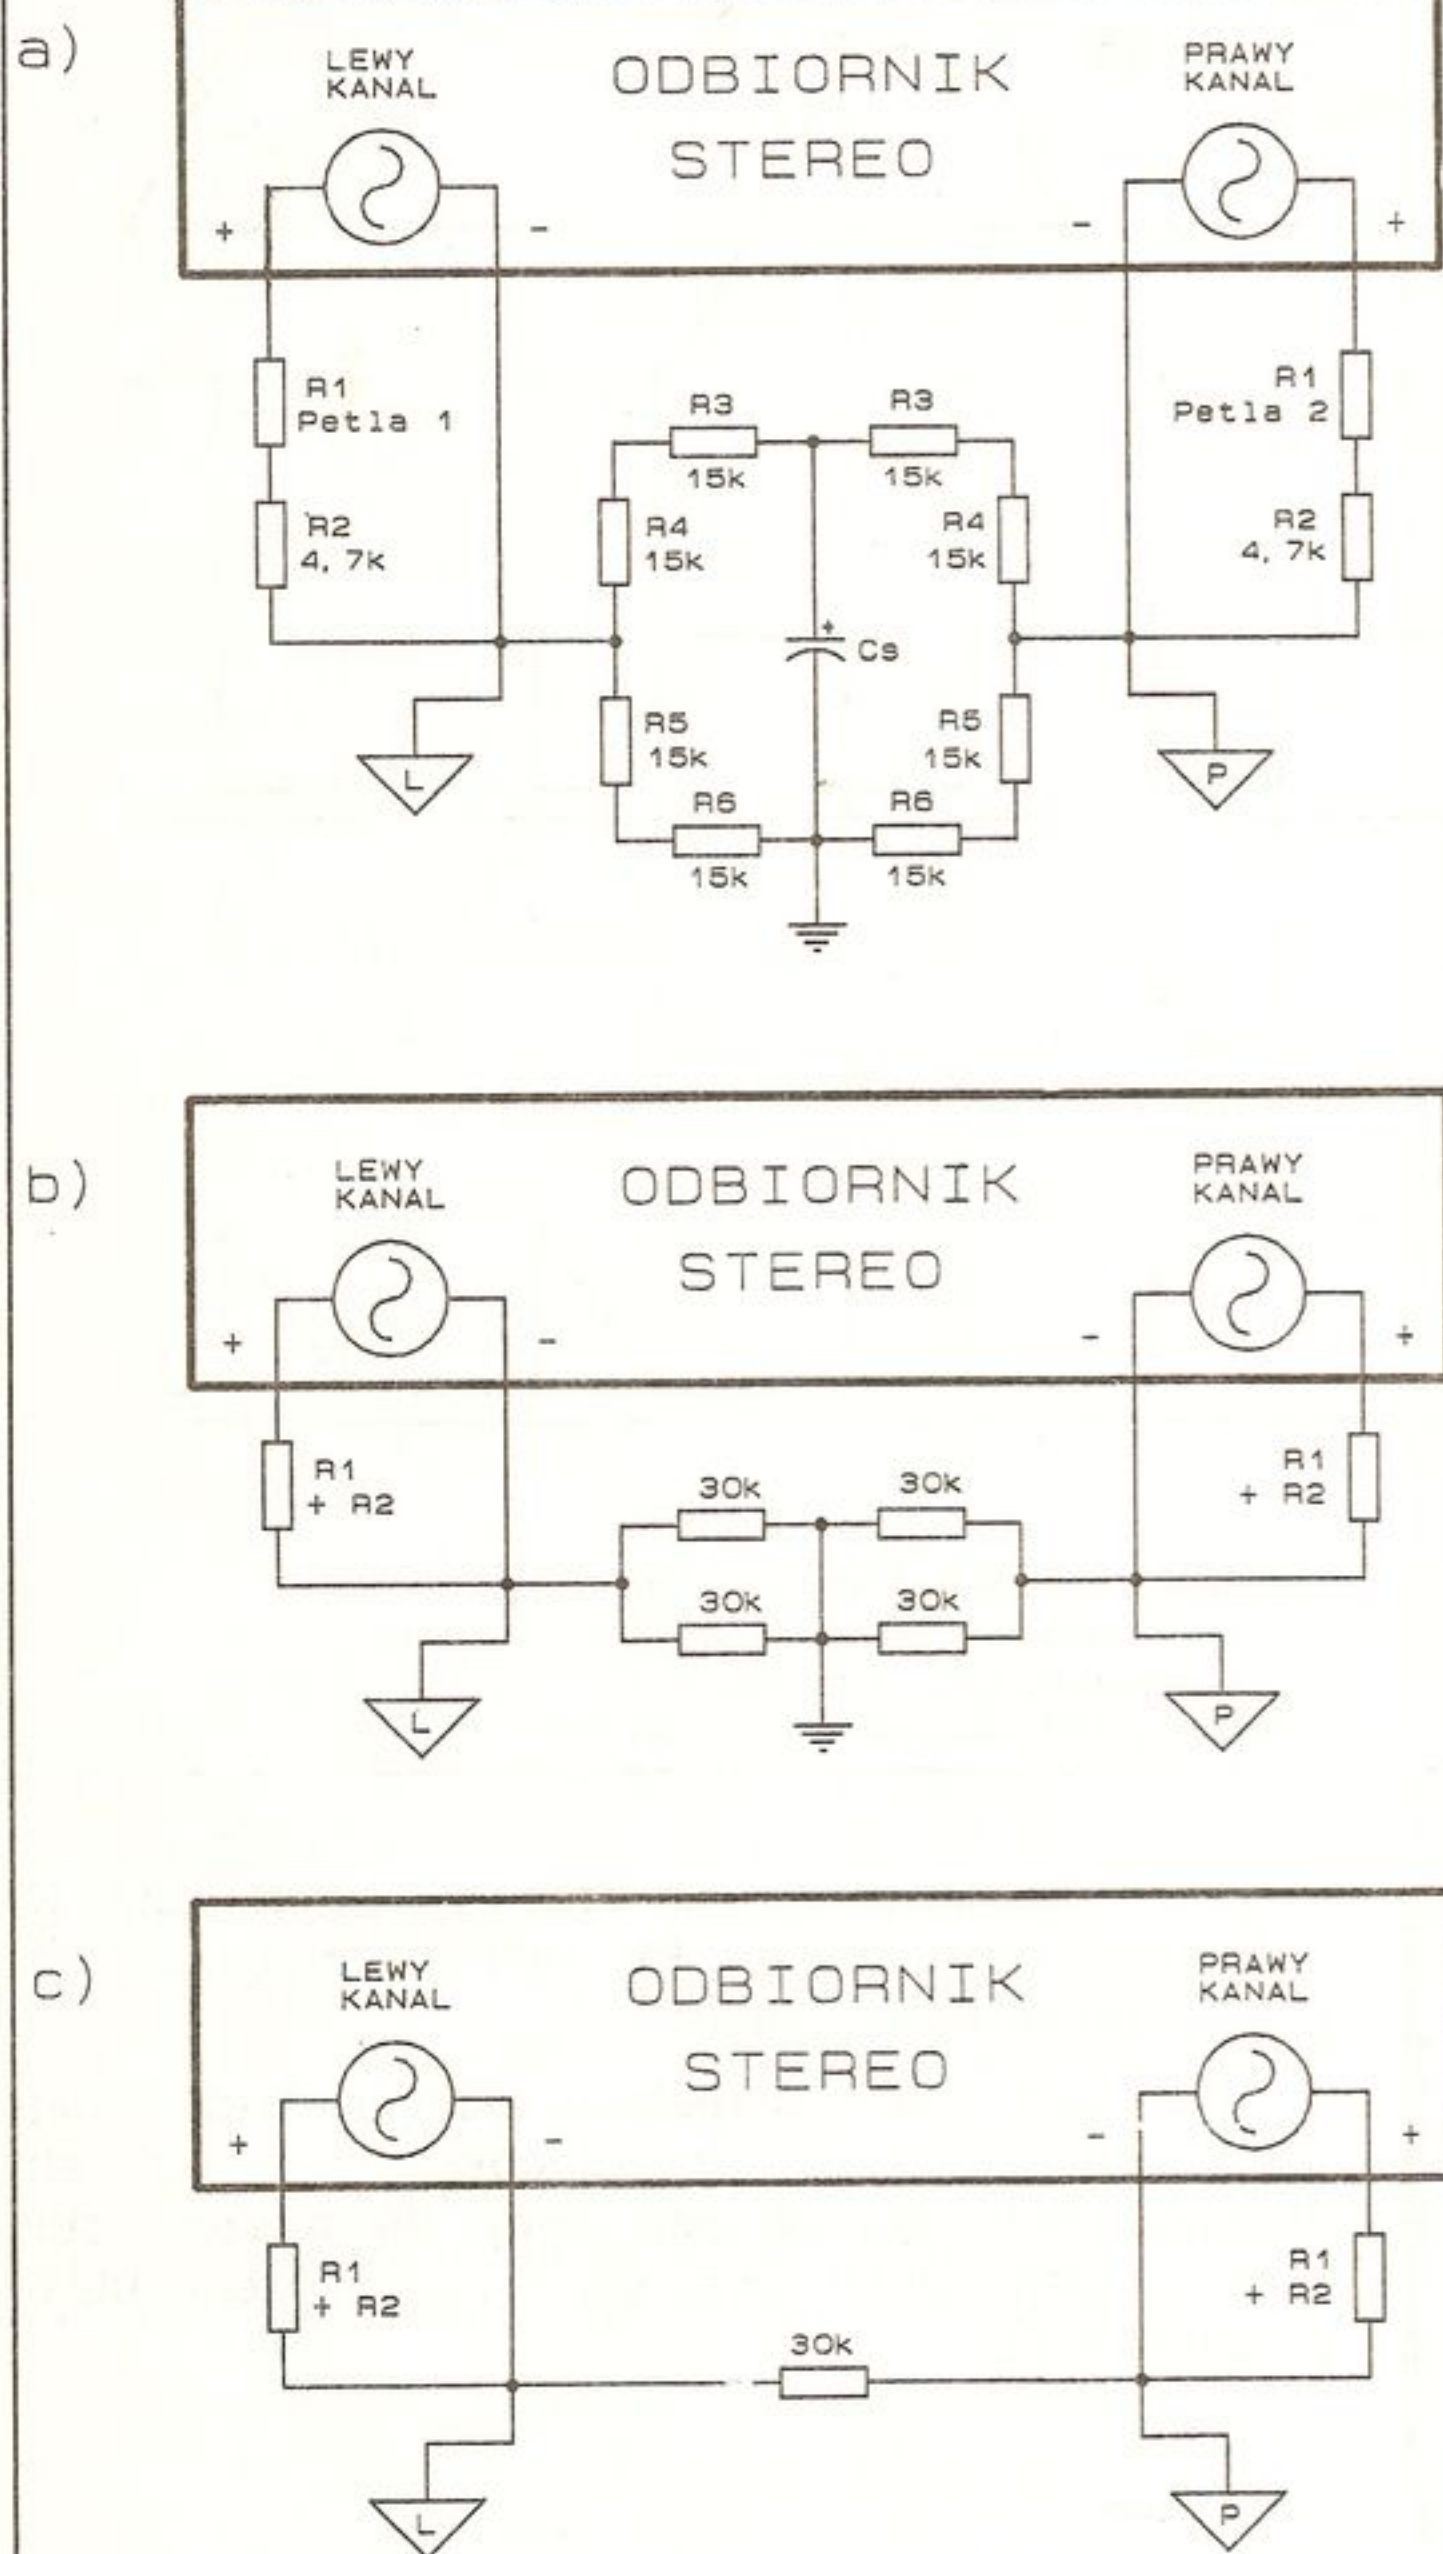 a)
LEWY
KANAL
ODBIORNIK
STEREO
PRAWY
KANAL
+
-
-
+
R1
Petla 1
R2
4,7k
R3
15k
R3
15k
R4
15k
R4
15k
R1
Petla 2
R2
4,7k
+
Cs
R5
15k
R5
15k
R6
15k
R6
15k
L
P
b)
LEWY
KANAL
ODBIORNIK
STEREO
PRAWY
KANAL
+
-
-
+
R1
+ R2
30k
30k
30k
30k
R1
+ R2
L
P
c)
LEWY
KANAL
ODBIORNIK
STEREO
PRAWY
KANAL
+
-
-
+
R1
+ R2
30k
R1
+ R2
L
P